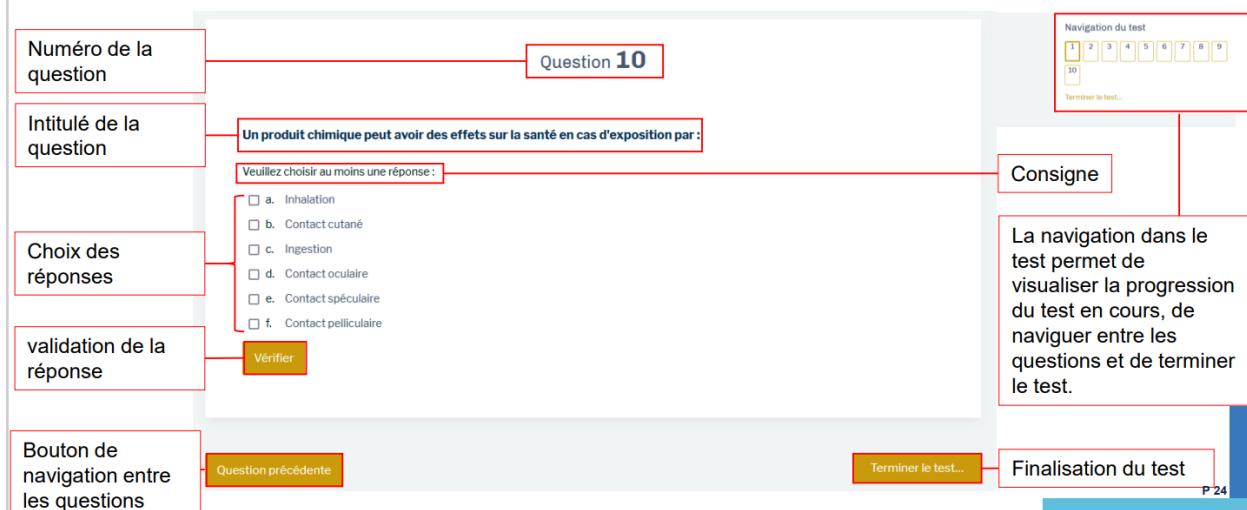 Numéro de la
question
Question 10
Navigation du test
1 2 3 4 5 6 7 8 9
10
Terminer le test...
Intitulé de la
question
Un produit chimique peut avoir des effets sur la santé en cas d'exposition par :
Veuillez choisir au moins une réponse :
Consigne
Choix des
réponses
a. Inhalation
b. Contact cutané
c. Ingestion
d. Contact oculaire
e. Contact spéculaire
f. Contact pelliculaire
La navigation dans le
test permet de
visualiser la progression
du test en cours, de
naviguer entre les
questions et de terminer
le test.
validation de la
réponse
Vérifier
Bouton de
navigation entre
les questions
Question précédente
Terminer le test...
Finalisation du test
P 24